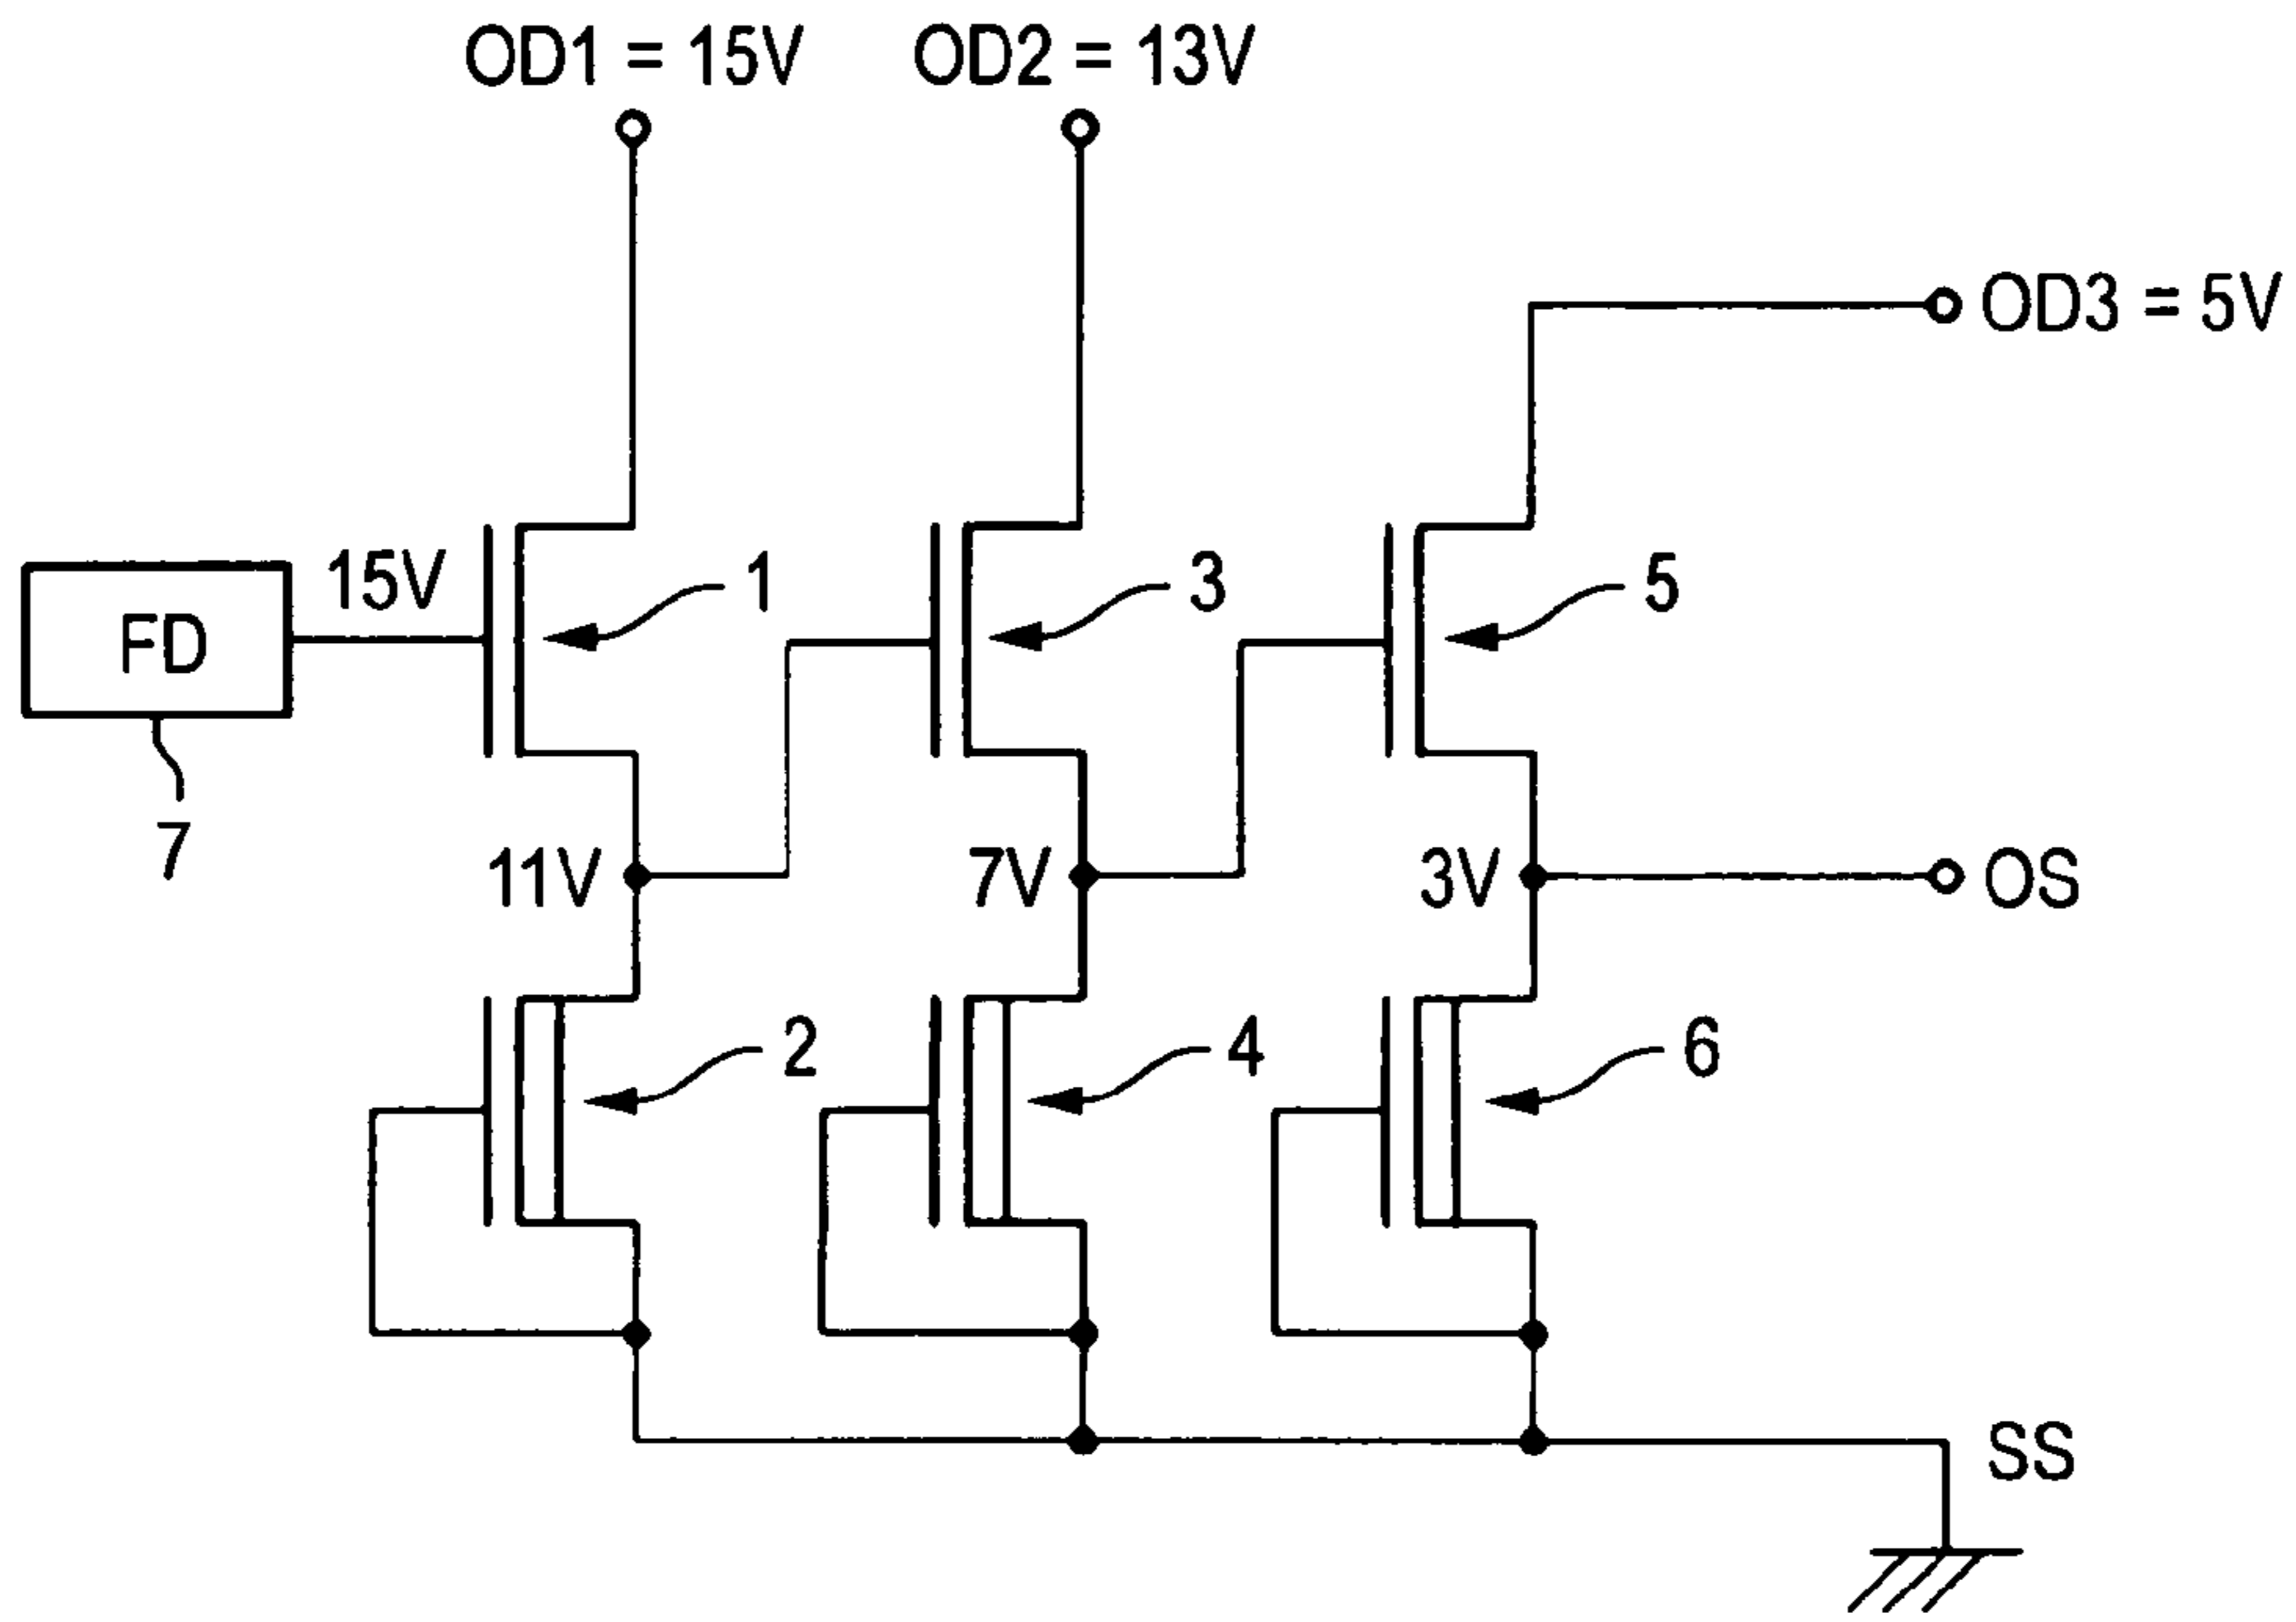 OD1 = 15V
OD2 = 13V
OD3 = 5V
15V
1
3
5
FD
7
11V
7V
3V
OS
2
4
6
SS